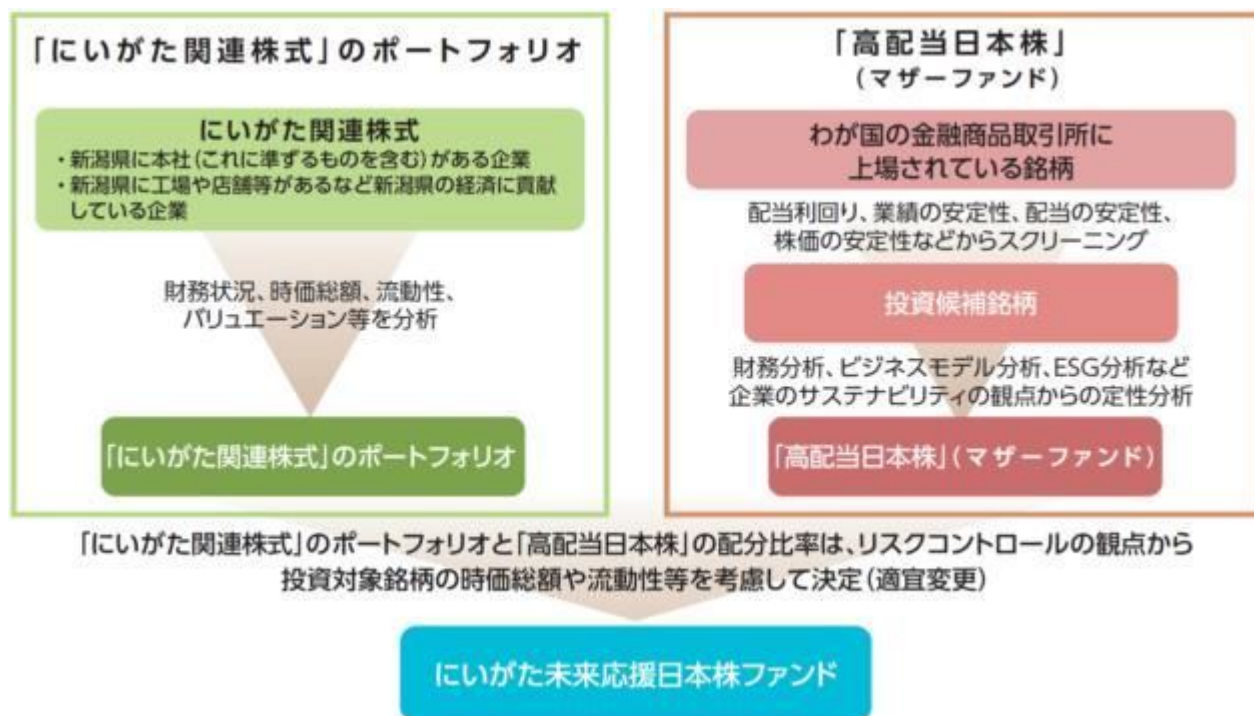 「にいがた関連株式」のポートフォリオ
にいがた関連株式
・新潟県に本社(これに準ずるものを含む)がある企業
・新潟県に工場や店舗等があるなど新潟県の経済に貢献
している企業
財務状況、時価総額、流動性、
バリュエーション等を分析
「にいがた関連株式」のポートフォリオ
「高配当日本株」
(マザーファンド)
わが国の金融商品取引所に
上場されている銘柄
配当利回り、業績の安定性、配当の安定性、
株価の安定性などからスクリーニング
投資候補銘柄
財務分析、ビジネスモデル分析、ESG分析など
企業のサステナビリティの観点からの定性分析
「高配当日本株」(マザーファンド)
「にいがた関連株式」のポートフォリオと「高配当日本株」の配分比率は、リスクコントロールの観点から
投資対象銘柄の時価総額や流動性等を考慮して決定(適宜変更)
にいがた未来応援日本株ファンド